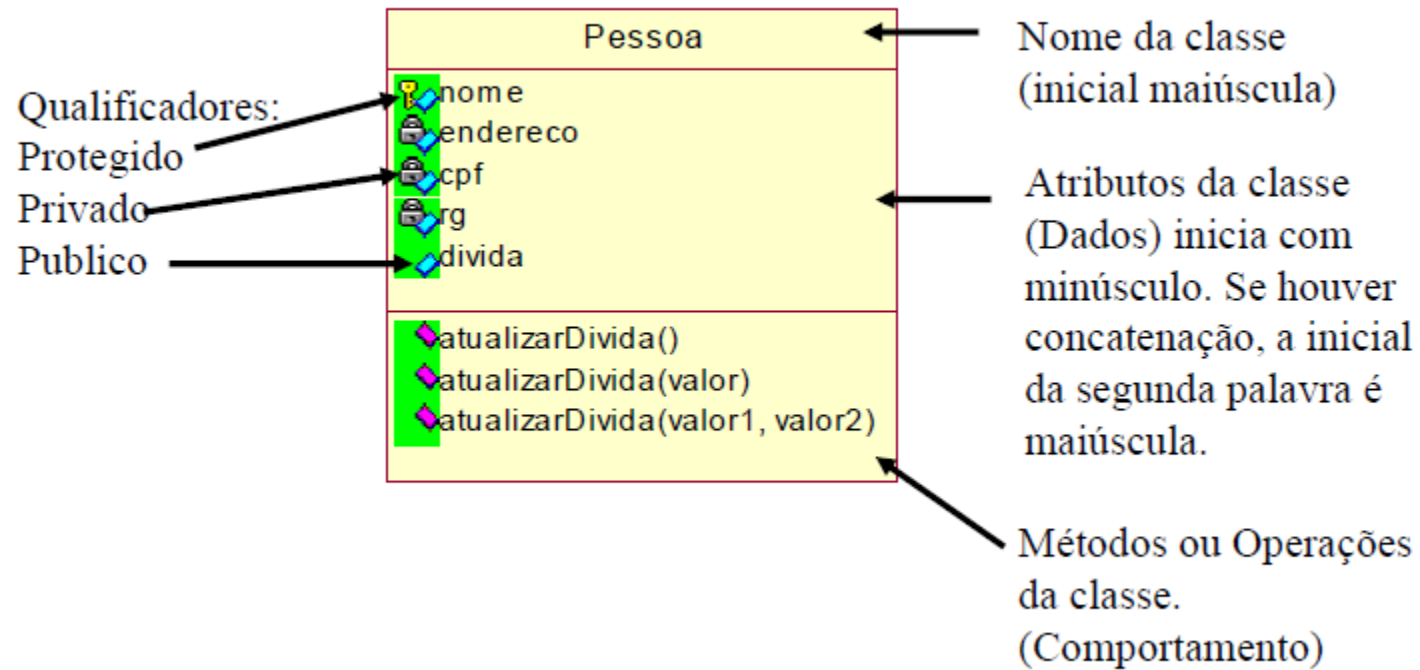 Pessoa
nome
endereco
cpf
rg
divida
atualizarDivida()
atualizarDivida(valor)
atualizarDivida(valor1, valor2)
Qualificadores:
Protegido
Privado
Publico
Nome da classe
(inicial maiúscula)
Atributos da classe
(Dados) inicia com
minúsculo. Se houver
concatenação, a inicial
da segunda palavra é
maiúscula.
Métodos ou Operações
da classe.
(Comportamento)